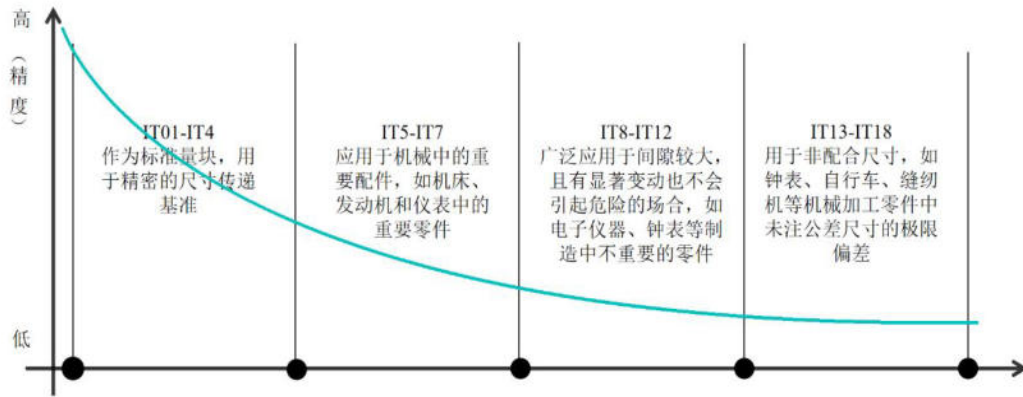 高
（精度）
低
IT01-IT4
作为标准量块，用
于精密的尺寸传递
基准
IT5-IT7
应用于机械中的重
要配件，如机床、
发动机和仪表中的
重要零件
IT8-IT12
广泛应用于间隙较大，
且有显著变动也不会
引起危险的场合，如
电子仪器、钟表等制
造中不重要的零件
IT13-IT18
用于非配合尺寸，如
钟表、自行车、缝纫
机等机械加工零件中
未注公差尺寸的极限
偏差